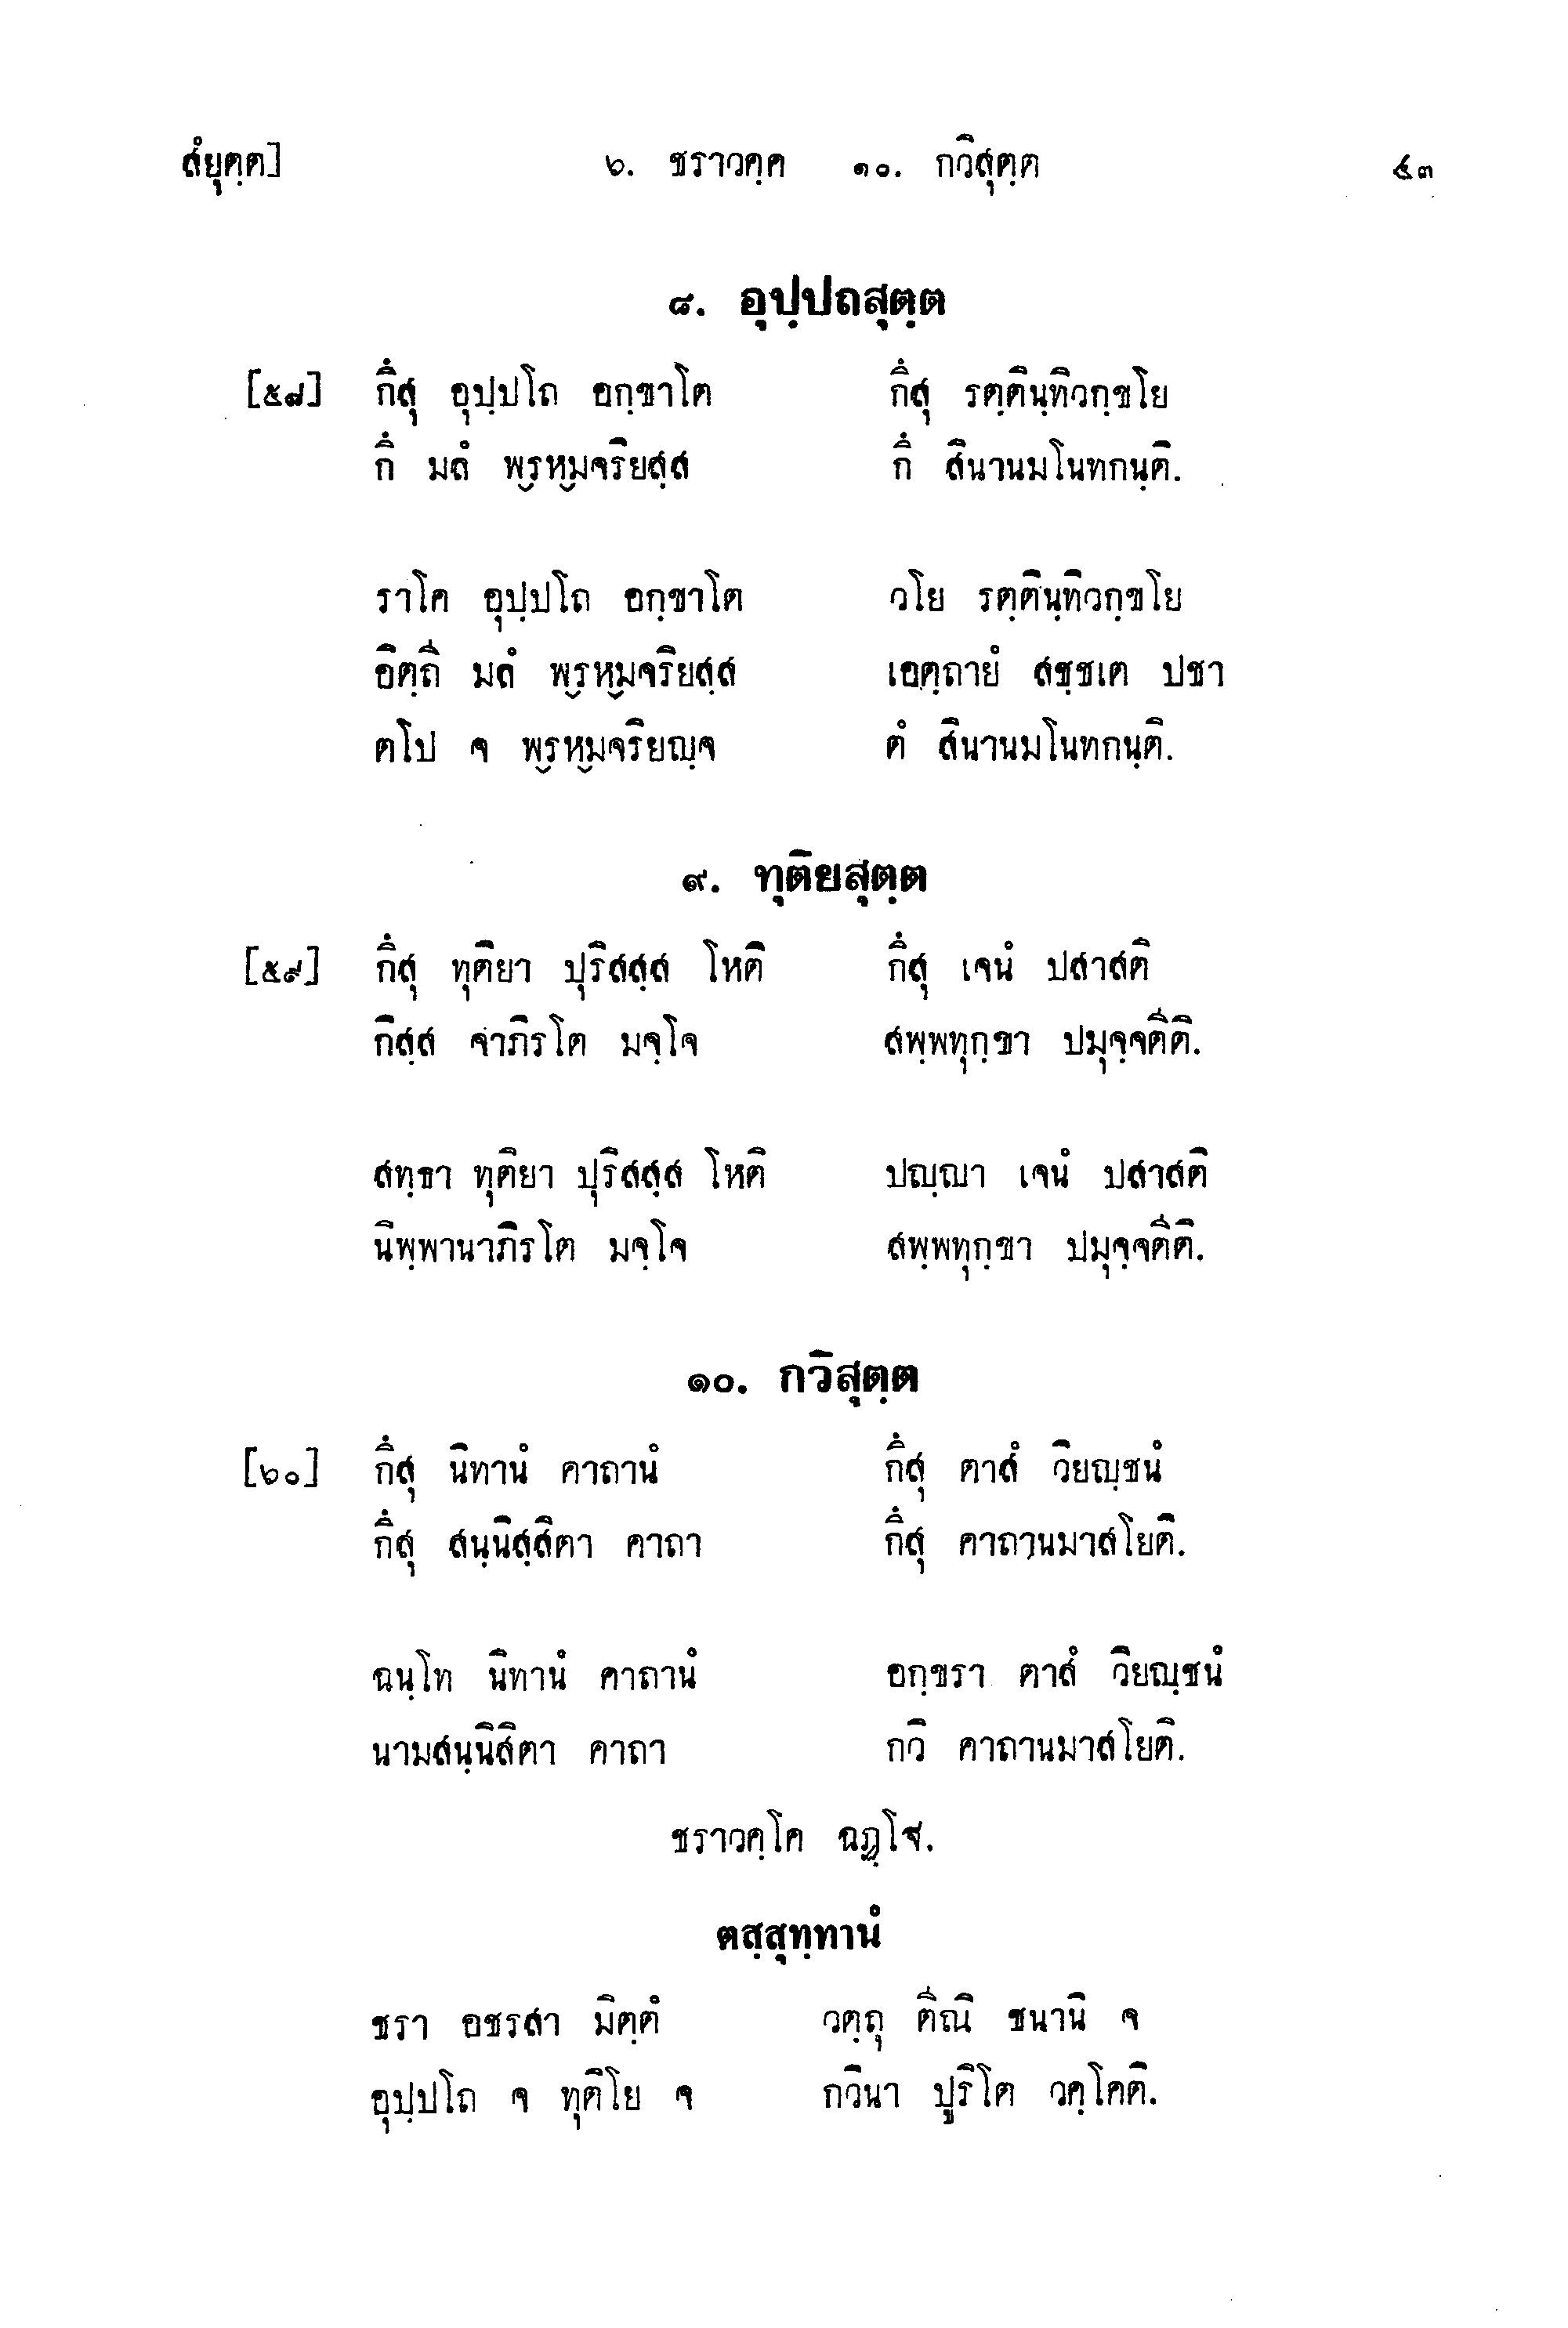 สํยุตฺต] ๖. ชราวคฺค ๑๐. กวิสุตฺต ๔๓
๘. อุปฺปถสุตฺต
[๕๘] กึสุ อุปฺปโถ อกฺขาโต กึสุ รตฺตินฺทิวกฺขโย
กึ มลํ พ๎รห๎มจริยสฺส กึ สินานมโนทกนฺติ.
ราโค อุปฺปโถ อกฺขาโต วโย รตฺตินฺทิวกฺขโย
อิตฺถี มลํ พ๎รห๎มจริยสฺส เอตฺถายํ สชฺชเต ปชา
ตโป จ พ๎รห๎มจริยญฺจ ตํ สินานมโนทกนฺติ.
๙. ทุติยสุตฺต
[๕๙] กึสุ ทุติยา ปุริสสฺส โหติ กึสุ เจนํ ปสาสติ
กิสฺส จาภิรโต มจฺโจ สพฺพทุกฺขา ปมุจฺจตีติ.
สทฺธา ทุติยา ปุริสสฺส โหติ ปญฺญา เจนํ ปสาสติ
นิพฺพานาภิรโต มจฺโจ สพฺพทุกฺขา ปมุจฺจตีติ.
๑๐. กวิสุตฺต
[๖๐] กึสุ นิทานํ คาถานํ กึสุ ตาสํ วิยญฺชนํ
กึสุ สนฺนิสฺสิตา คาถา กึสุ คาถานมาสโยติ.
ฉนฺโท นิทานํ คาถานํ อกฺขรา ตาสํ วิยญฺชนํ
นามสนฺนิสิตา คาถา กวิ คาถานมาสโยติ.
ชราวคฺโค ฉฏฺโฐ.
ตสฺสุทฺทานํ
ชรา อชรสา มิตฺตํ วตฺถุ ตีณิ ชนานิ จ
อุปฺปโถ จ ทุติโย จ กวินา ปูริโต วคฺโคติ.